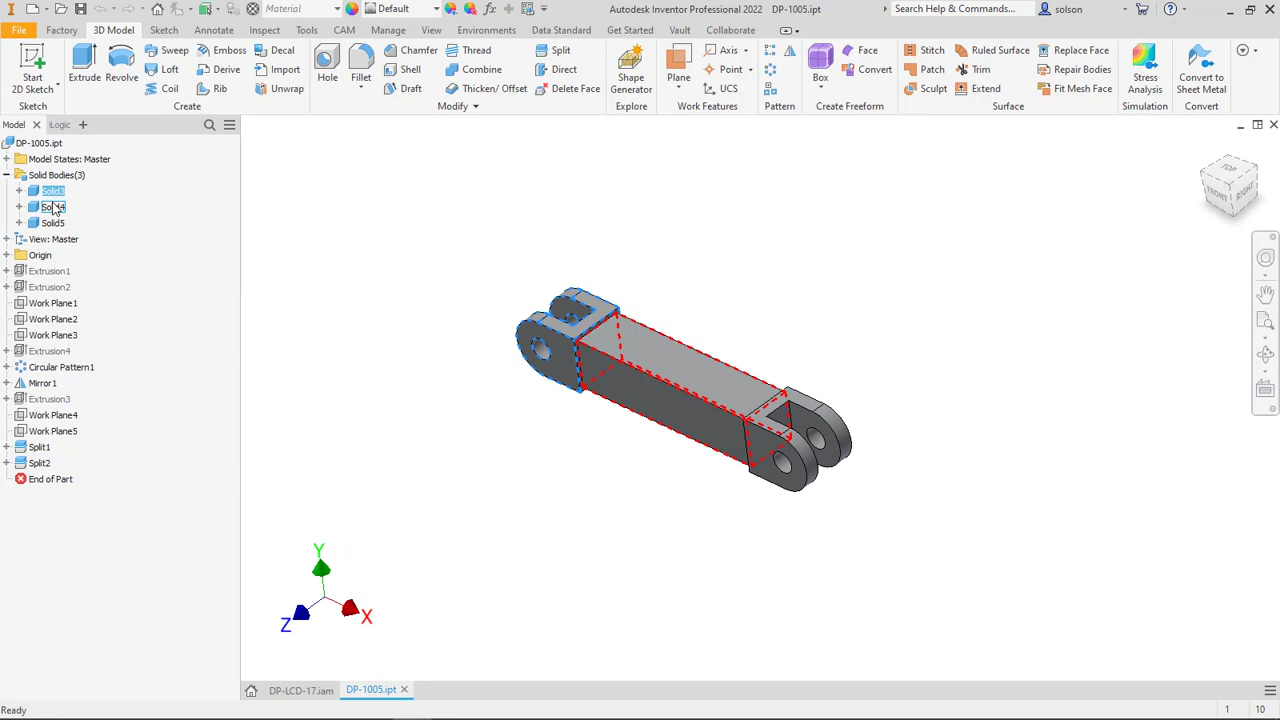 Material
Default
fx
Autodesk Inventor Professional 2022 DP-1005.ipt
Search Help & Commands...
solson
File
Factory
3D Model
Sketch
Annotate
Inspect
Tools
CAM
Manage
View
Environments
Data Standard
Get Started
Vault
Collaborate
Start
2D Sketch
Extrude
Revolve
Sweep
Emboss
Decal
Loft
Derive
Import
Coil
Rib
Unwrap
Hole
Fillet
Chamfer
Thread
Split
Shell
Combine
Direct
Draft
Thicken/ Offset
Delete Face
Shape
Generator
Plane
Axis
Point
UCS
Box
Face
Convert
Stitch
Ruled Surface
Replace Face
Patch
Trim
Repair Bodies
Sculpt
Extend
Fit Mesh Face
Stress
Analysis
Convert to
Sheet Metal
Sketch
Create
Modify
Explore
Work Features
Pattern
Create Freeform
Surface
Simulation
Convert
Model
iLogic
DP-1005.ipt
Model States: Master
Solid Bodies(3)
Solid3
Solid4
Solid5
View: Master
Origin
Extrusion1
Extrusion2
Work Plane1
Work Plane2
Work Plane3
Extrusion4
Circular Pattern1
Mirror1
Extrusion3
Work Plane4
Work Plane5
Split1
Split2
End of Part
TOP
FRONT
RIGHT
Y
Z
X
DP-LCD-17.iam
DP-1005.ipt
Ready
1
10